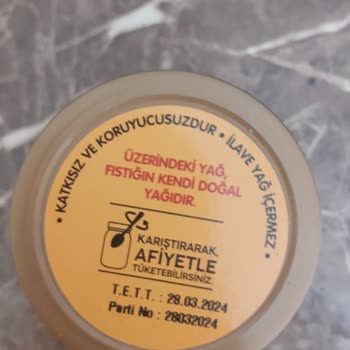 • KATKISIZ VE KORUYUCUSUZDUR • İLAVE YAĞ İÇERMEZ •
ÜZERİNDEKİ YAĞ,
FISTIĞIN KENDİ DOĞAL
YAĞIDIR.
KARIŞTIRARAK,
AFİYETLE
TÜKETEBİLİRSİNİZ.
T.E.T.T. : 28.03.2024
Parti No : 28032024